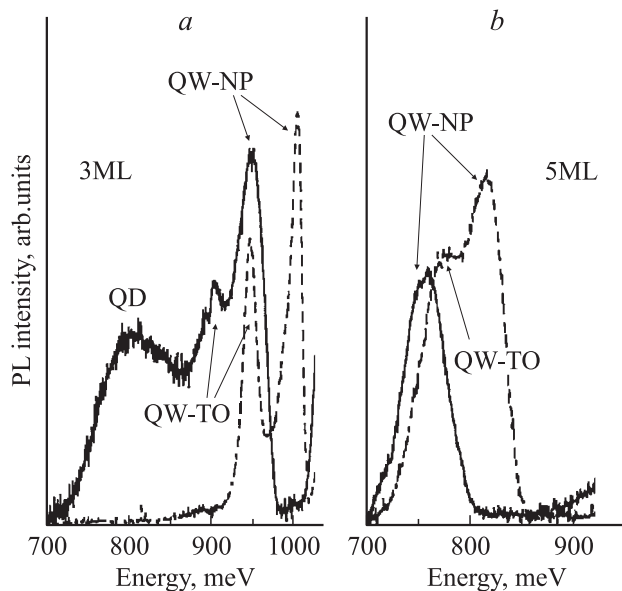 a
b
QW-NP
QW-NP
3ML
5ML
QD
QW-TO
QW-TO
PL intensity, arb.units
700 800 900 1000
700 800 900
Energy, meV
Energy, meV